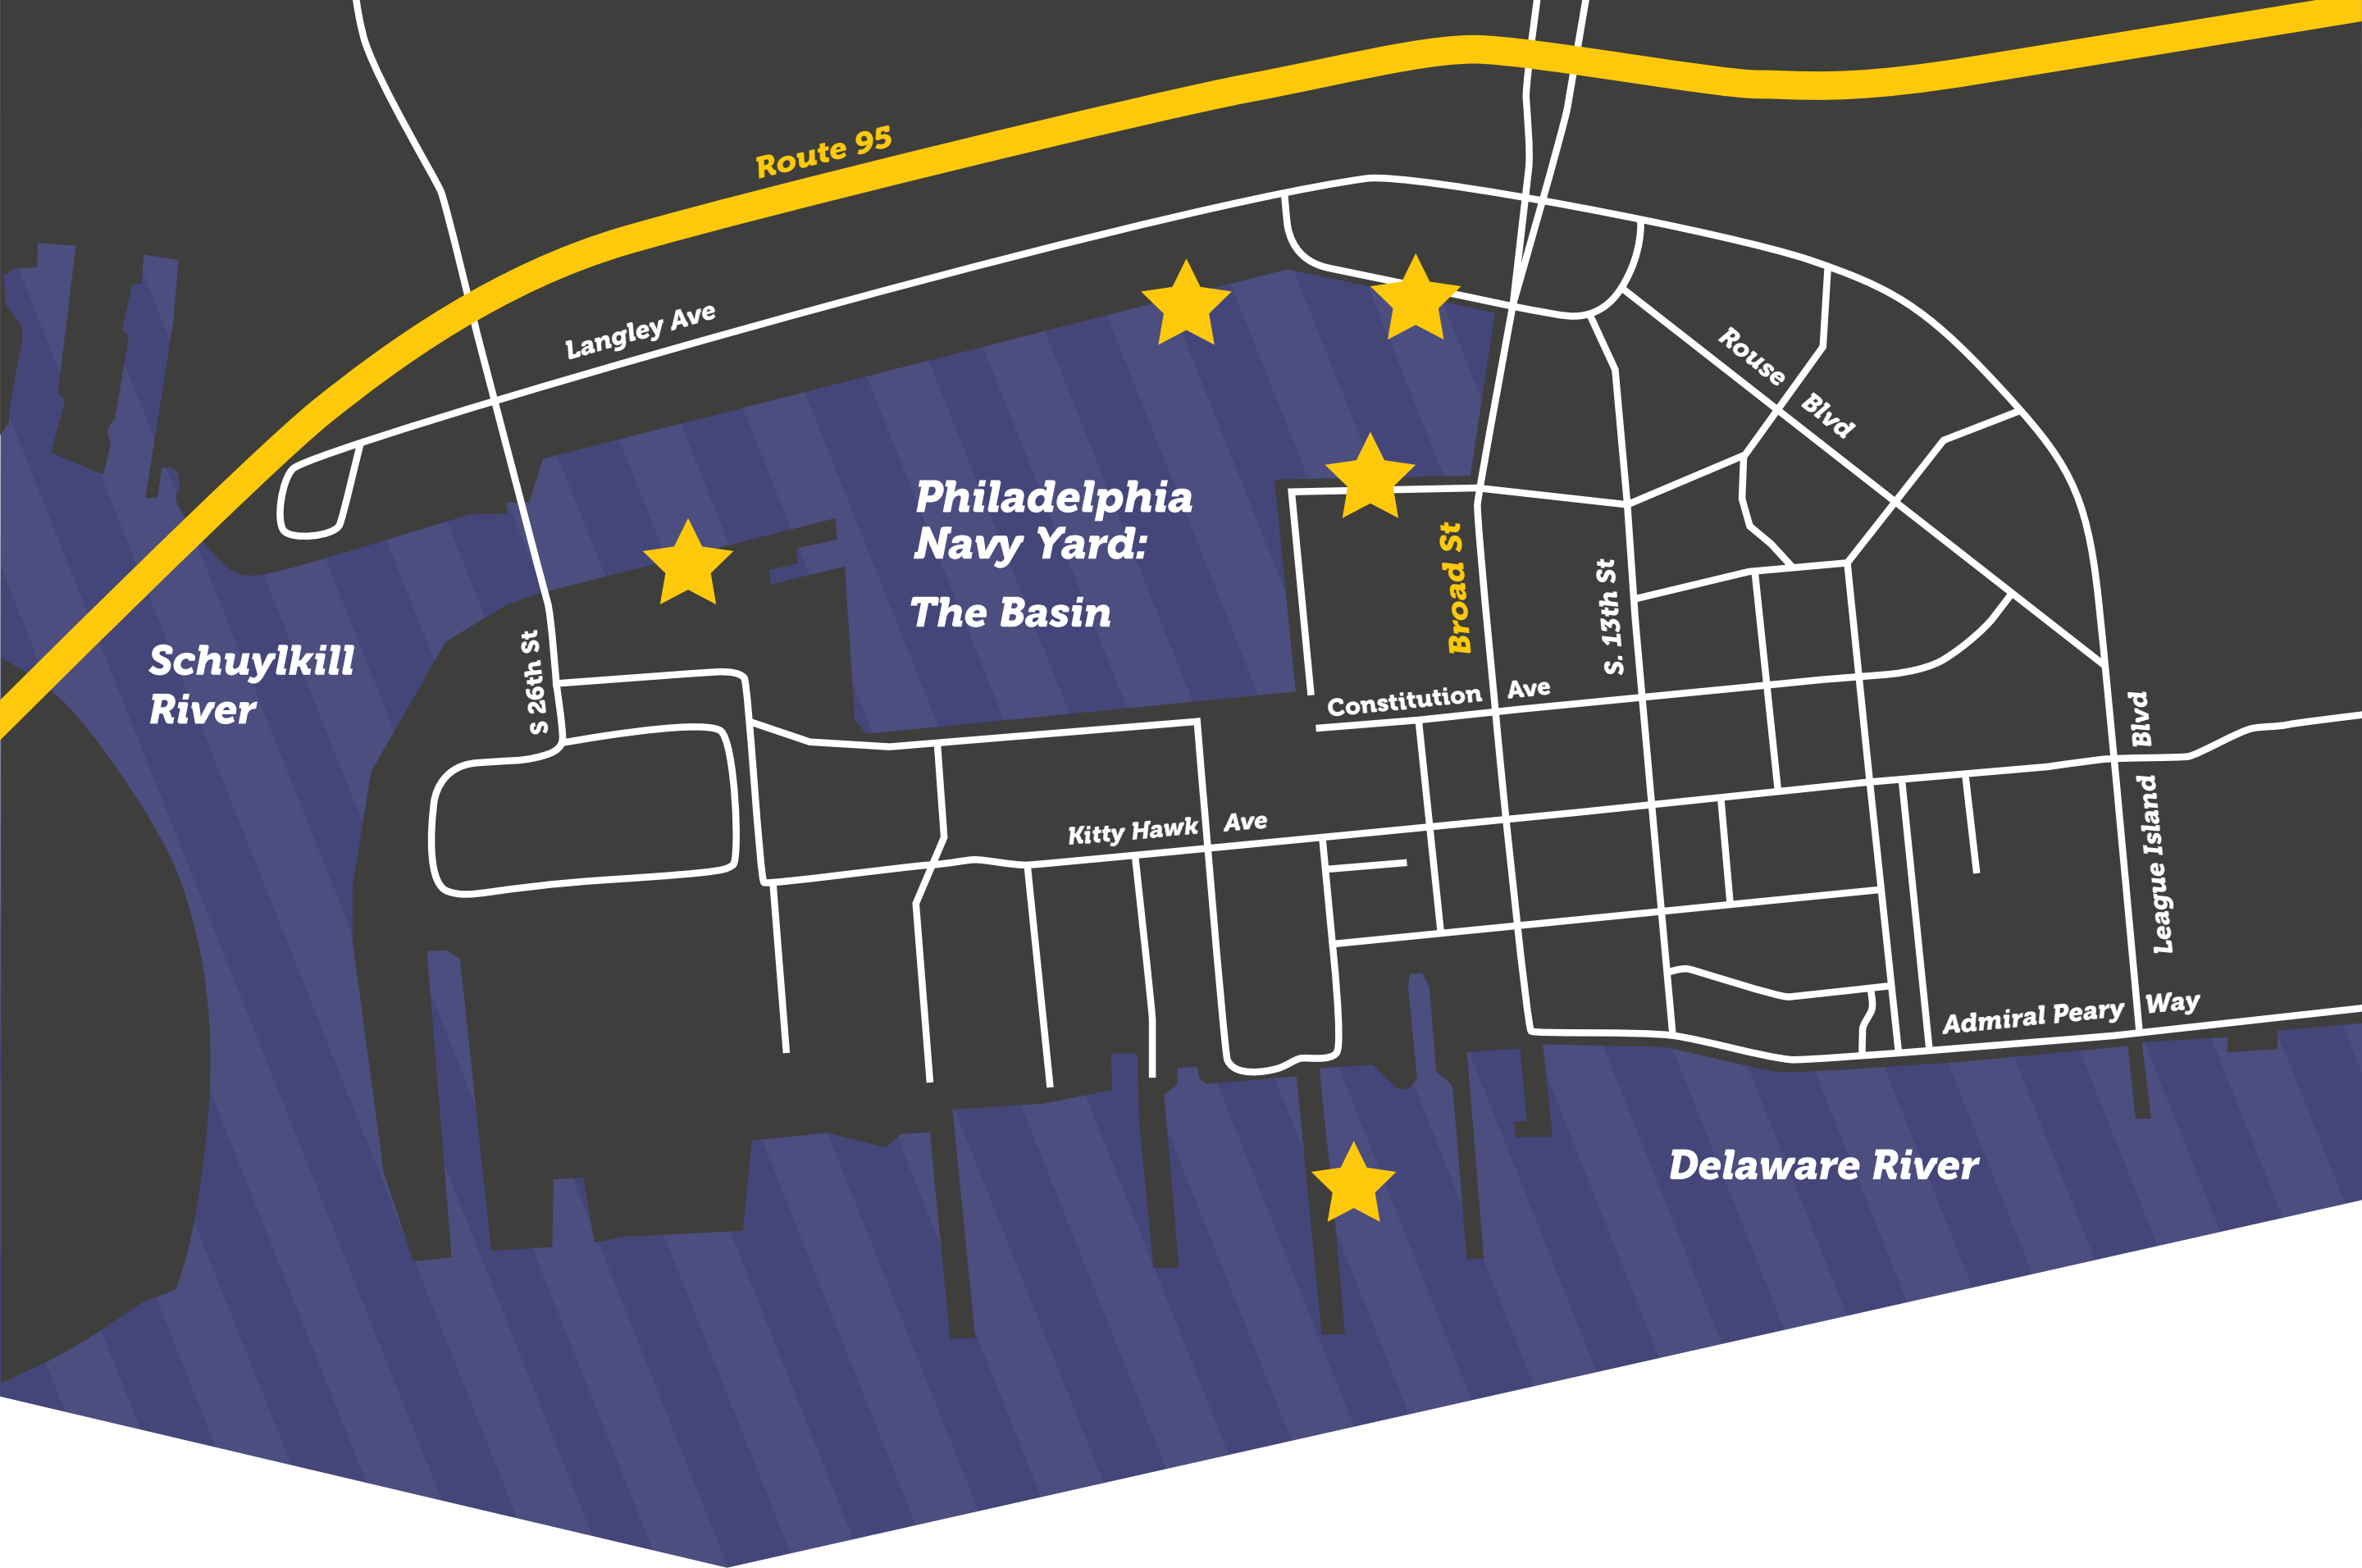 Route 95
Langley Ave
Rouse Blvd
Philadelphia
Navy Yard:
The Basin
Broad St
S. 13th St
Schuylkill
River
S 26th St
Constitution Ave
League Island Blvd
Kitty Hawk Ave
Admiral Peary Way
Delaware River